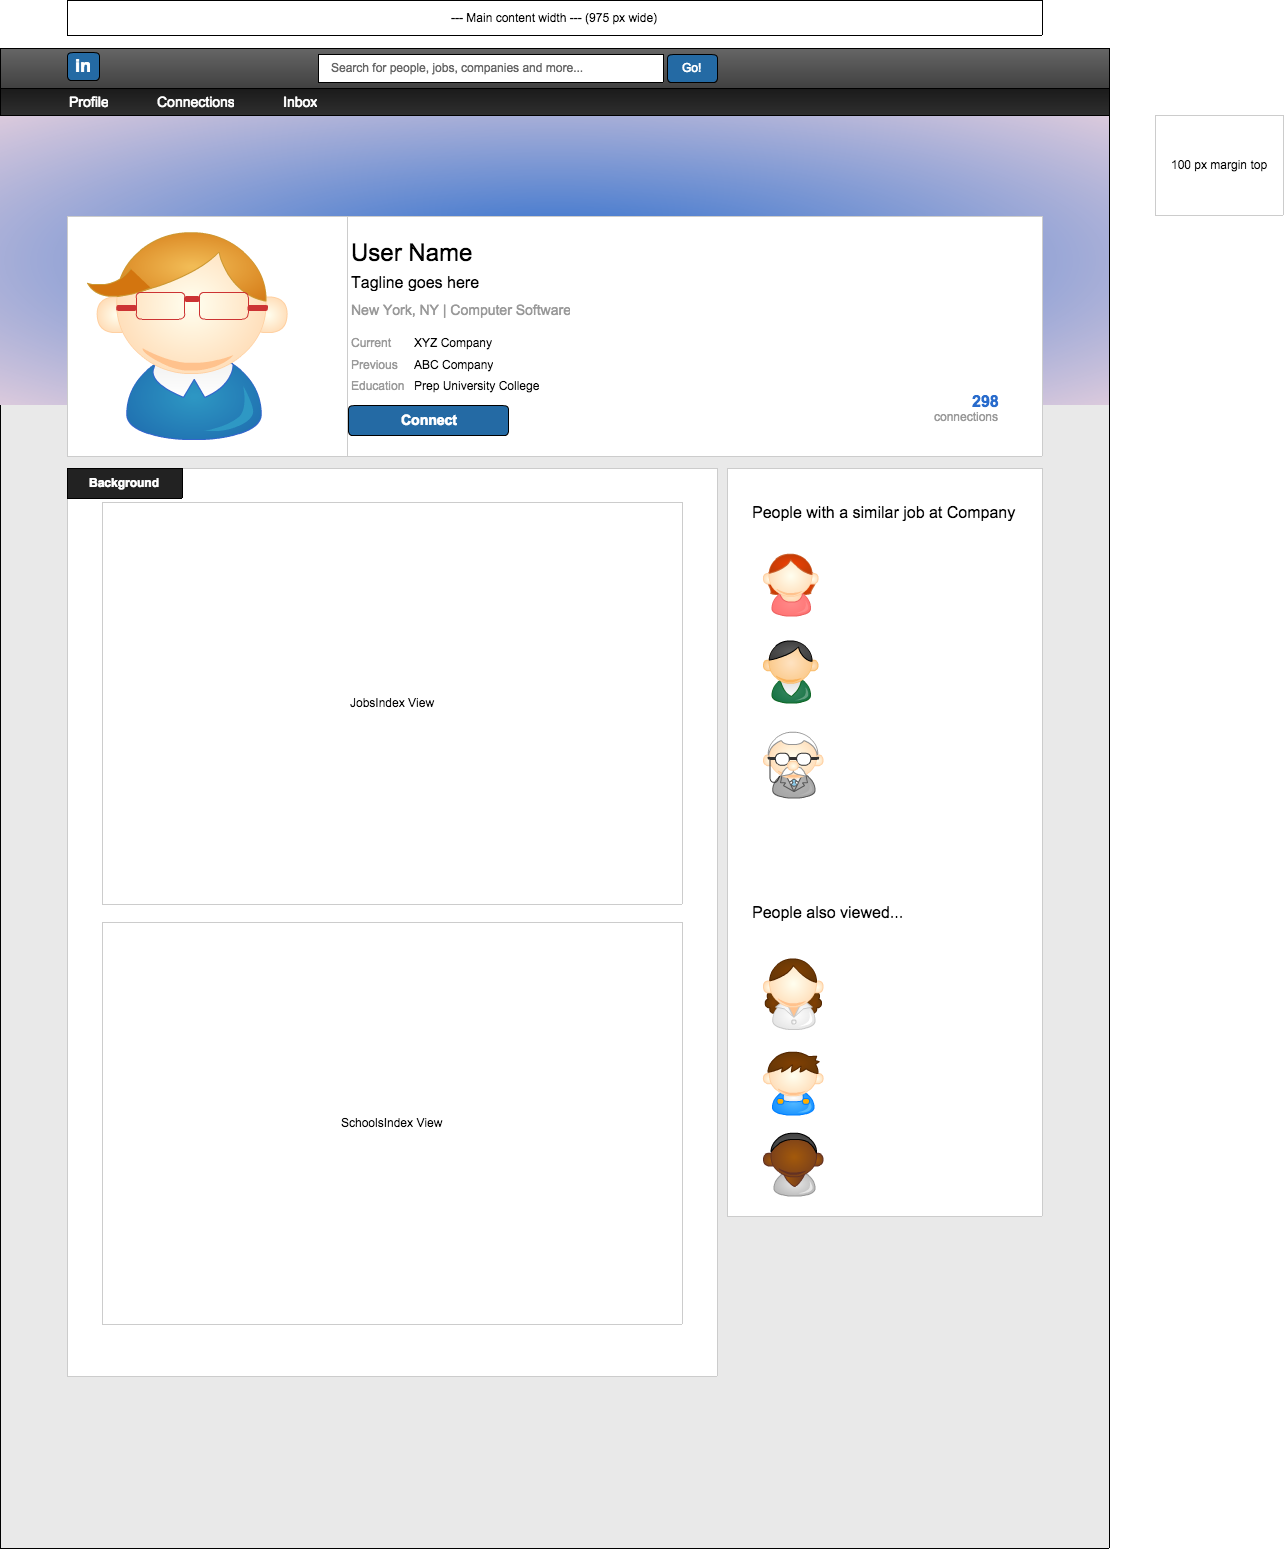 --- Main content width --- (975 px wide)
in
Search for people, jobs, companies and more...
Go!
Profile
Connections
Inbox
100 px margin top
User Name
Tagline goes here
New York, NY | Computer Software
Current XYZ Company
Previous ABC Company
Education Prep University College
Connect
298
connections
Background
JobsIndex View
SchoolsIndex View
People with a similar job at Company
People also viewed...